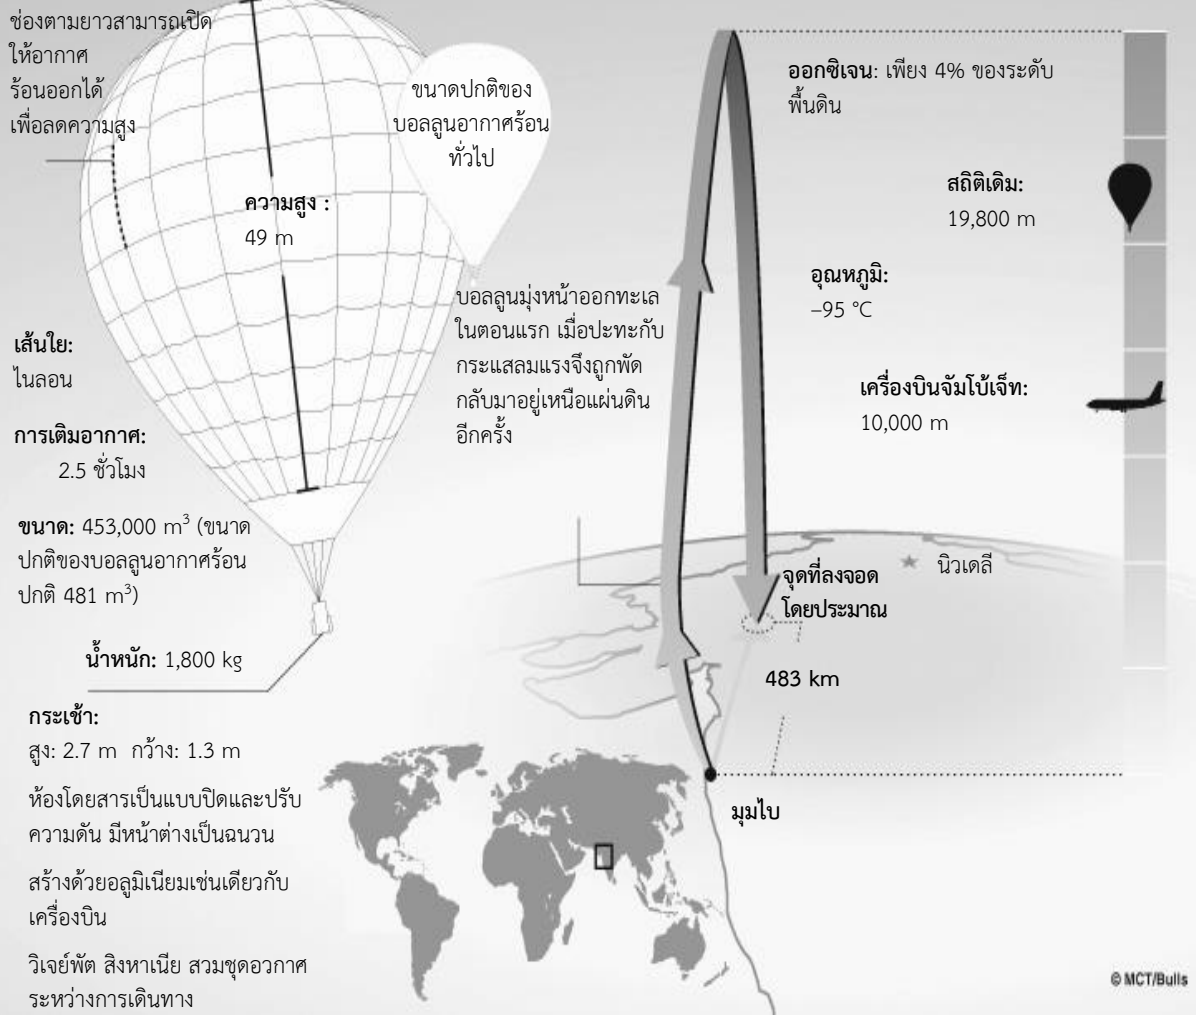 ช่องตามยาวสามารถเปิด
ให้อากาศ
ร้อนออกได้
เพื่อลดความสูง
ขนาดปกติของ
บอลลูนอากาศร้อน
ทั่วไป
ความสูง :
49 m
เส้นใย:
ไนลอน
การเติมอากาศ:
2.5 ชั่วโมง
ขนาด: 453,000 m³ (ขนาด
ปกติของบอลลูนอากาศร้อน
ปกติ 481 m³)
น้ำหนัก: 1,800 kg
กระเช้า:
สูง: 2.7 m กว้าง: 1.3 m
ห้องโดยสารเป็นแบบปิดและปรับ
ความดัน มีหน้าต่างเป็นฉนวน
สร้างด้วยอลูมิเนียมเช่นเดียวกับ
เครื่องบิน
วิเจย์พัต สิงหาเนีย สวมชุดอวกาศ
ระหว่างการเดินทาง
บอลลูนมุ่งหน้าออกทะเล
ในตอนแรก เมื่อปะทะกับ
กระแสลมแรงจึงถูกพัด
กลับมาอยู่เหนือแผ่นดิน
อีกครั้ง
ออกซิเจน: เพียง 4% ของระดับ
พื้นดิน
สถิติเดิม:
19,800 m
อุณหภูมิ:
–95 °C
เครื่องบินจัมโบ้เจ็ท:
10,000 m
นิวเดลี
จุดที่ลงจอด
โดยประมาณ
483 km
มุมไบ
© MCT/Bulls